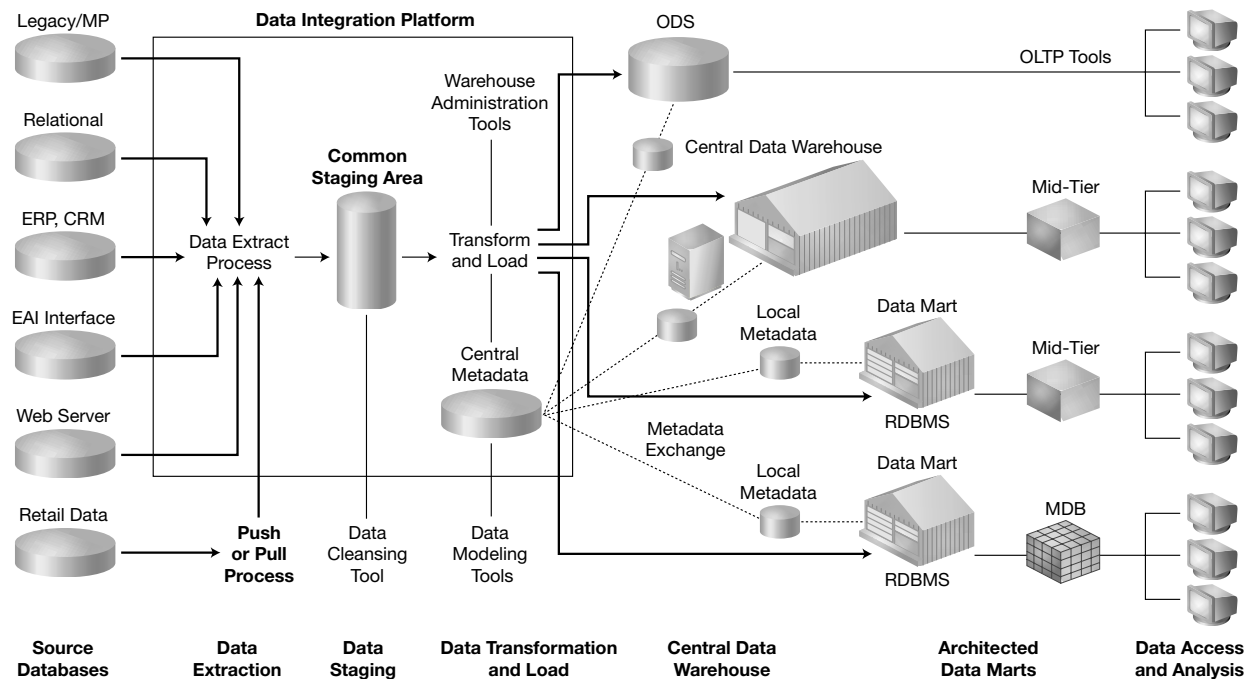 Legacy/MP
Data Integration Platform
ODS
OLTP Tools
Relational
Warehouse
Administration
Tools
Common
Staging Area
Central Data Warehouse
Mid-Tier
ERP, CRM
Data Extract
Process
Transform
and Load
EAI Interface
Central
Metadata
Local
Metadata
Data Mart
Mid-Tier
RDBMS
Web Server
Metadata
Exchange
Local
Metadata
Data Mart
Retail Data
Push
or Pull
Process
Data
Cleansing
Tool
Data
Modeling
Tools
MDB
RDBMS
Source
Databases
Data
Extraction
Data
Staging
Data Transformation
and Load
Central Data
Warehouse
Architected
Data Marts
Data Access
and Analysis